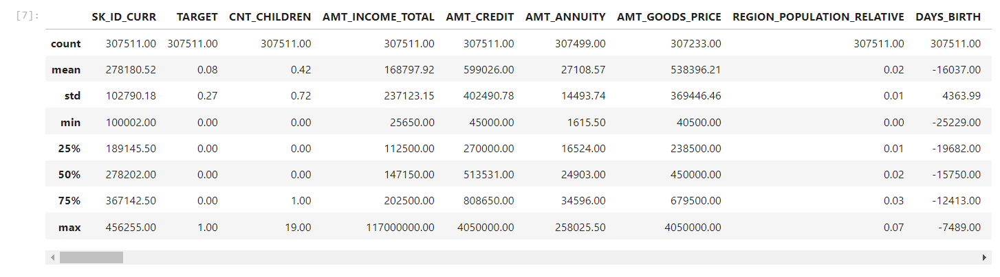 [7]:
SK_ID_CURR TARGET CNT_CHILDREN AMT_INCOME_TOTAL AMT_CREDIT AMT_ANNUITY AMT_GOODS_PRICE REGION_POPULATION_RELATIVE DAYS_BIRTH
count 307511.00 307511.00 307511.00 307511.00 307511.00 307499.00 307233.00 307511.00 307511.00
mean 278180.52 0.08 0.42 168797.92 599026.00 27108.57 538396.21 0.02 -16037.00
std 102790.18 0.27 0.72 237123.15 402490.78 14493.74 369446.46 0.01 4363.99
min 100002.00 0.00 0.00 25650.00 45000.00 1615.50 40500.00 0.00 -25229.00
25% 189145.50 0.00 0.00 112500.00 270000.00 16524.00 238500.00 0.01 -19682.00
50% 278202.00 0.00 0.00 147150.00 513531.00 24903.00 450000.00 0.02 -15750.00
75% 367142.50 0.00 1.00 202500.00 808650.00 34596.00 679500.00 0.03 -12413.00
max 456255.00 1.00 19.00 117000000.00 4050000.00 258025.50 4050000.00 0.07 -7489.00